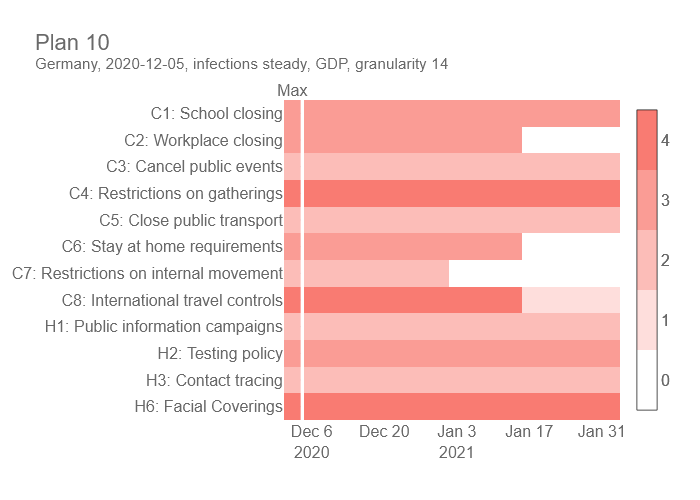 Plan 10
Germany, 2020-12-05, infections steady, GDP, granularity 14
Max
C1: School closing
C2: Workplace closing
C3: Cancel public events
C4: Restrictions on gatherings
C5: Close public transport
C6: Stay at home requirements
C7: Restrictions on internal movement
C8: International travel controls
H1: Public information campaigns
H2: Testing policy
H3: Contact tracing
H6: Facial Coverings
Dec 6 Dec 20 Jan 3 Jan 17 Jan 31
2020 2021
4
3
2
1
0